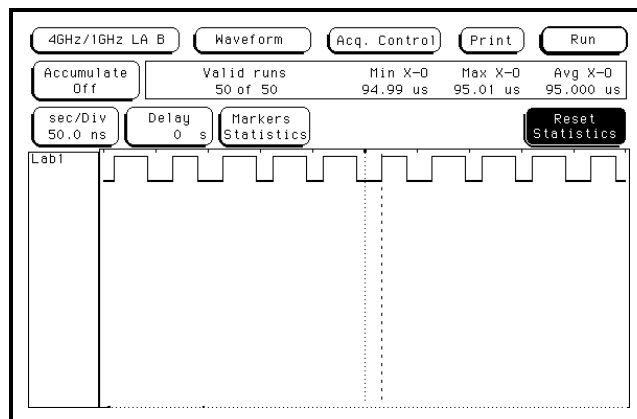 4GHz/1GHz LA B Waveform Acq. Control Print Run
Accumulate Off
Valid runs Min X-O Max X-O Avg X-O
50 of 50 94.99 us 95.01 us 95.000 us
sec/Div 50.0 ns
Delay 0 s
Markers Statistics
Reset Statistics
Lab1